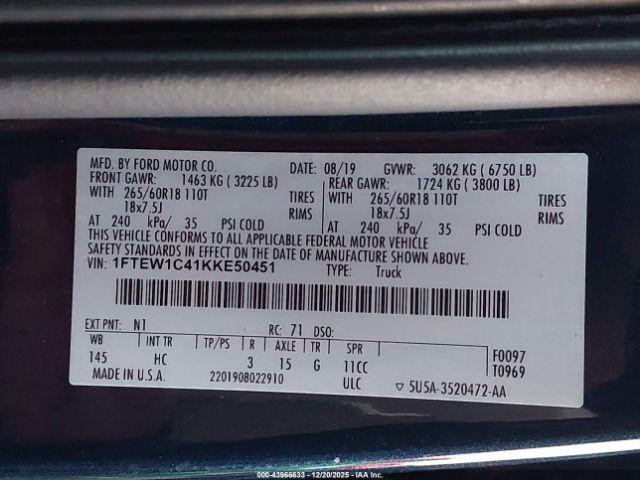 MFD. BY FORD MOTOR CO. 08/19 GVWR: 3062 KG ( 6750 LB)
FRONT GAWR: 1463 KG ( 3225 LB) REAR GAWR: 1724 KG ( 3800 LB)
WITH 265/60R18 110T TIRES WITH 265/60R18 110T TIRES
18x7.5J RIMS 18x7.5J RIMS
AT 240 kPa/ 35 PSI COLD AT 240 kPa/ 35 PSI COLD
THIS VEHICLE CONFORMS TO ALL APPLICABLE FEDERAL MOTOR VEHICLE
SAFETY STANDARDS IN EFFECT ON THE DATE OF MANUFACTURE SHOWN ABOVE.
VIN: 1FTEW1C41KKE50451 TYPE: Truck
EXT PNT: N1 RC: 71 DSO:
WB INT TR TP/PS R AXLE TR SPR F0097
145 HC 3 15 G 11CC T0969
ULC
MADE IN U.S.A. 2201908022910 5U5A-3520472-AA
© 43966633 - 12/20/2025 - IAAI